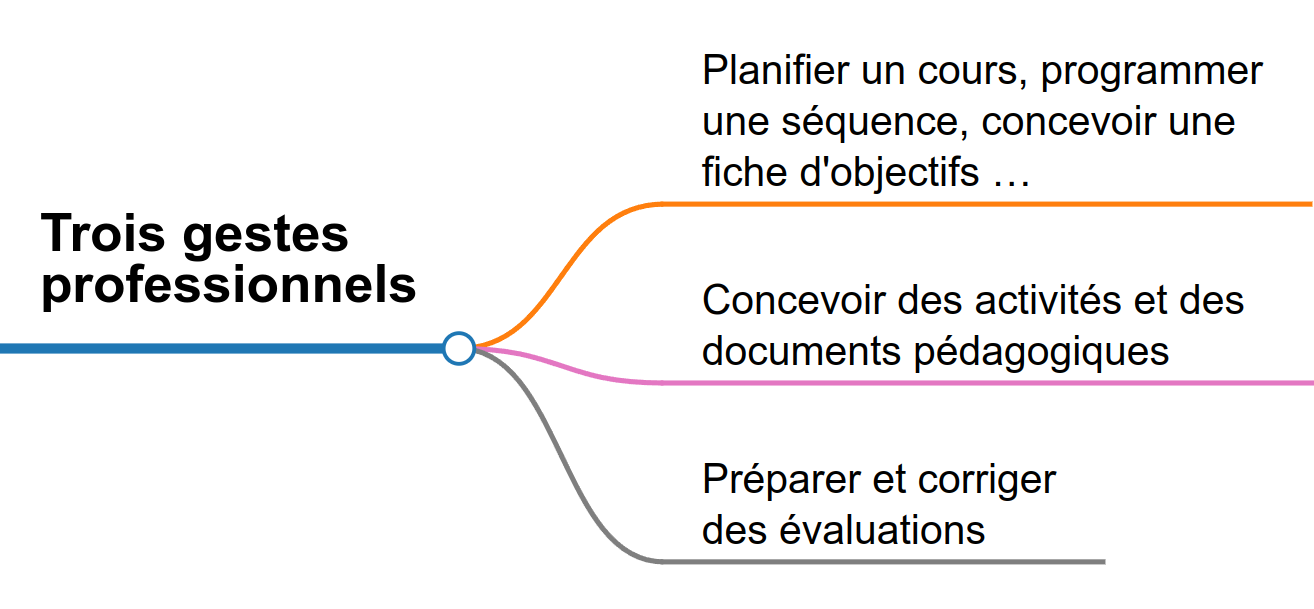 Trois gestes
professionnels
Planifier un cours, programmer
une séquence, concevoir une
fiche d'objectifs …
Concevoir des activités et des
documents pédagogiques
Préparer et corriger
des évaluations